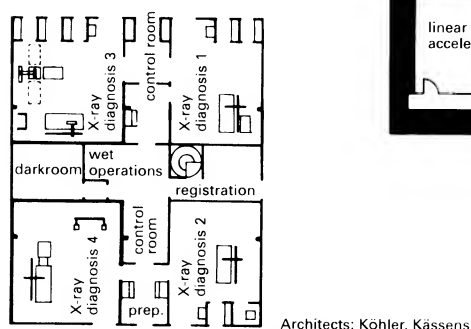 X-ray
diagnosis 3
control room
X-ray
diagnosis 1
linear
accele
darkroom
wet
operations
registration
X-ray
diagnosis 4
control
room
X-ray
diagnosis 2
prep.
Architects: Köhler, Kässens